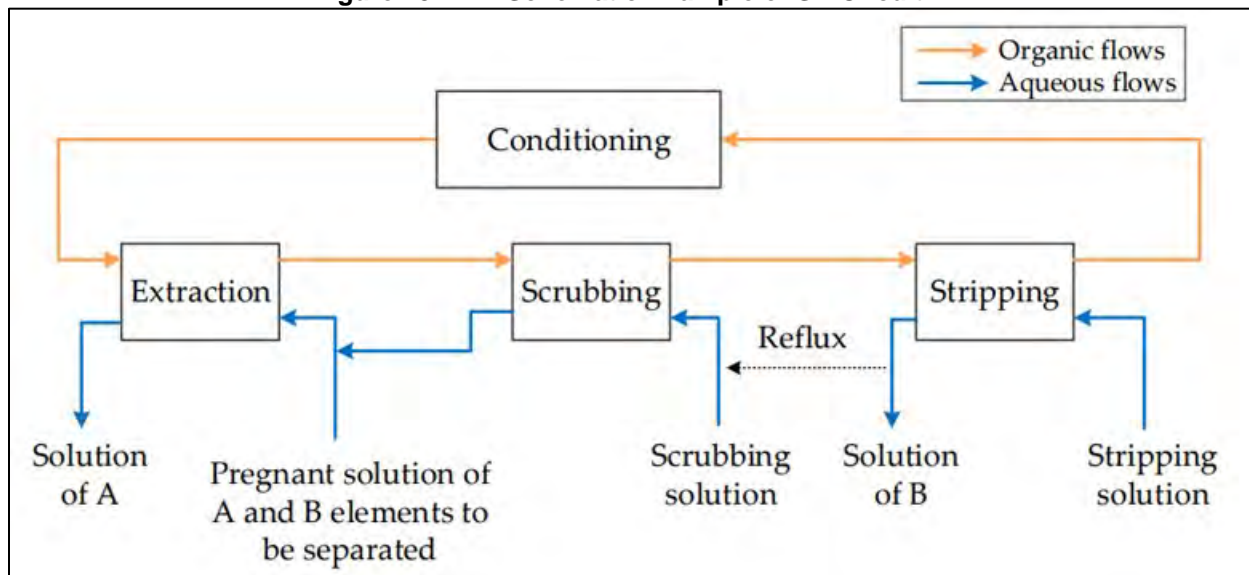 Organic flows
Aqueous flows
Conditioning
Extraction
Scrubbing
Stripping
Reflux
Solution
of A
Pregnant solution of
A and B elements to
be separated
Scrubbing
solution
Solution
of B
Stripping
solution